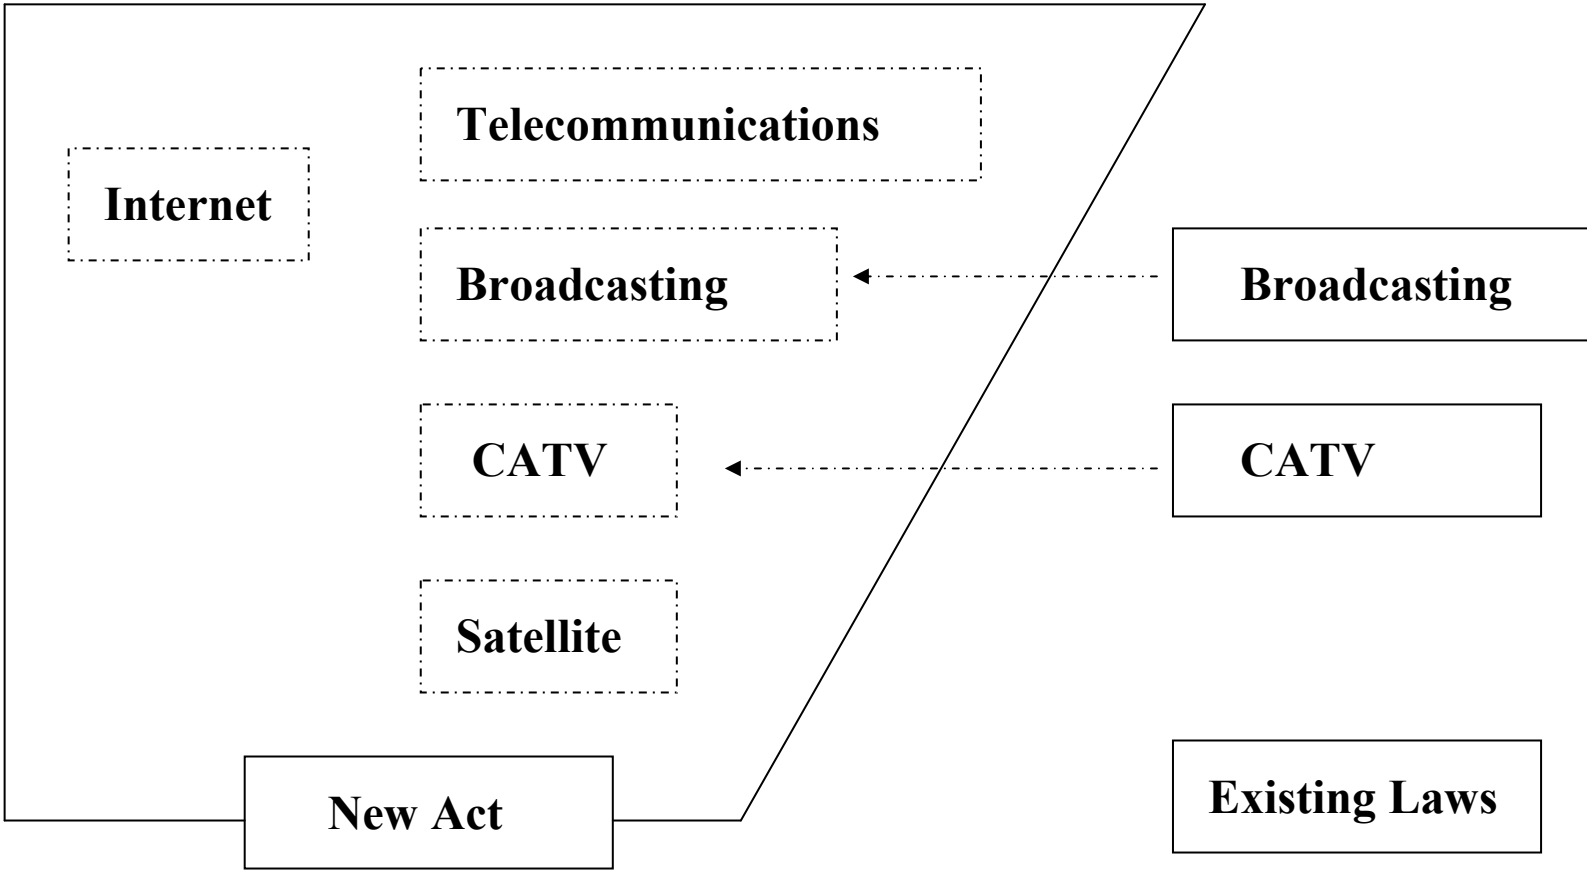 Telecommunications
Internet
Broadcasting
Broadcasting
CATV
CATV
Satellite
New Act
Existing Laws